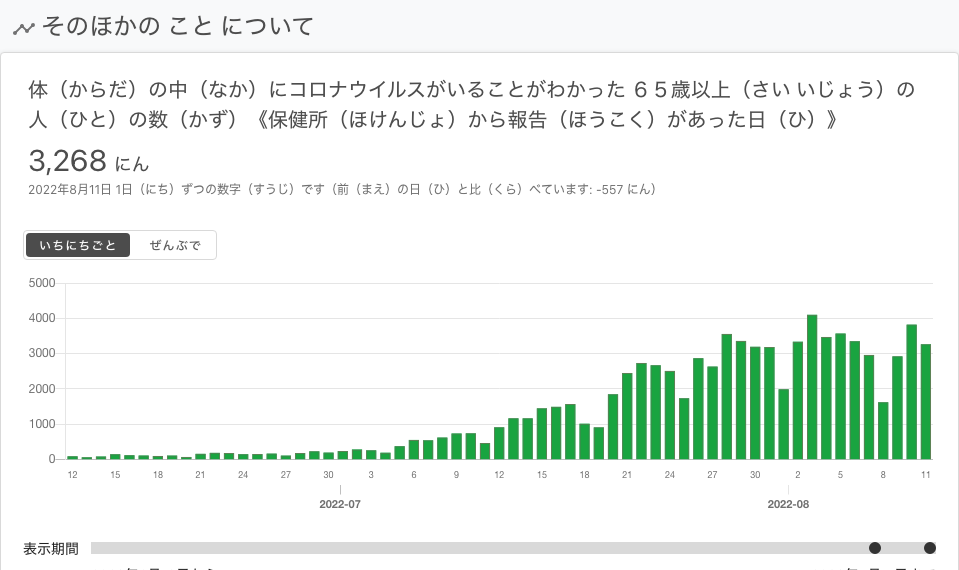 そのほかの こと について
体（からだ）の中（なか）にコロナウイルスがいることがわかった ６５歳以上（さい いじょう）の
人（ひと）の数（かず）《保健所（ほけんじょ）から報告（ほうこく）があった日（ひ）》
3,268 にん
2022年8月11日 1日（にち）ずつの数字（すうじ）です（前（まえ）の日（ひ）と比（くら）べています: -557 にん）
いちにちごと ぜんぶで
5000
4000
3000
2000
1000
0
12 15 18 21 24 27 30 3 6 9 12 15 18 21 24 27 30 2 5 8 11
2022-07 2022-08
表示期間